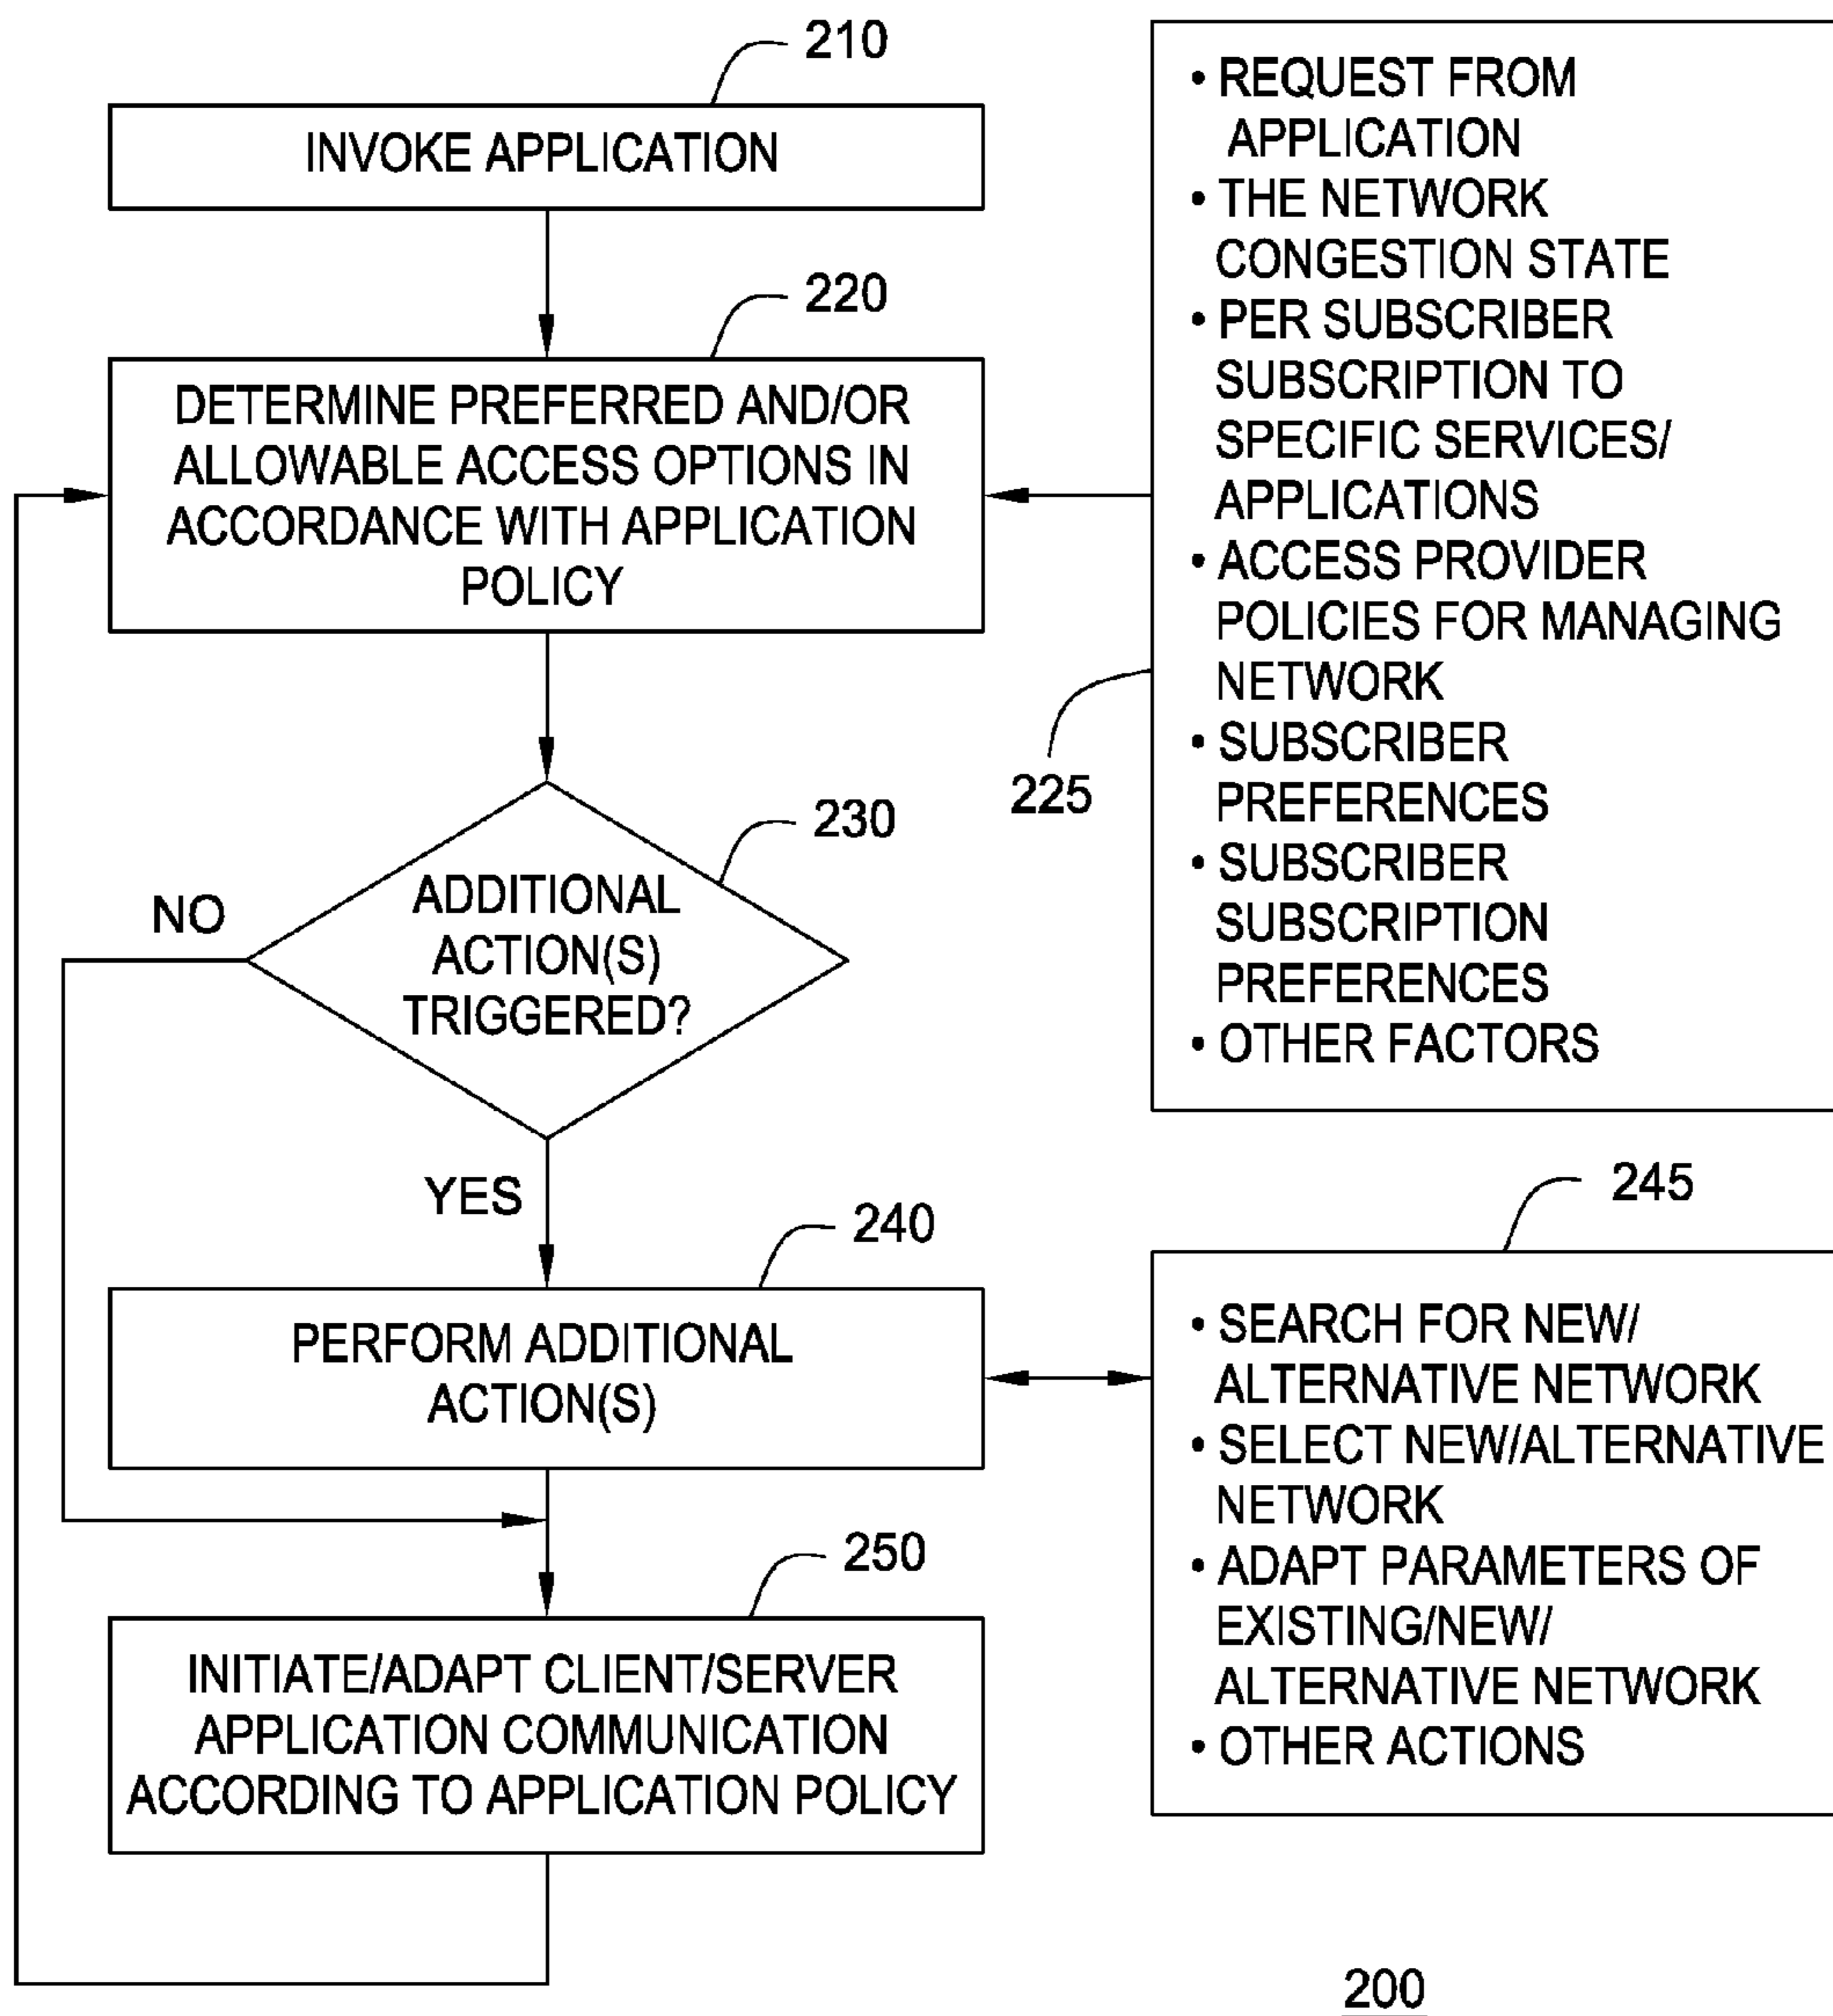 210
INVOKE APPLICATION
220
DETERMINE PREFERRED AND/OR
ALLOWABLE ACCESS OPTIONS IN
ACCORDANCE WITH APPLICATION
POLICY
• REQUEST FROM
APPLICATION
• THE NETWORK
CONGESTION STATE
• PER SUBSCRIBER
SUBSCRIPTION TO
SPECIFIC SERVICES/
APPLICATIONS
• ACCESS PROVIDER
POLICIES FOR MANAGING
NETWORK
• SUBSCRIBER
PREFERENCES
• SUBSCRIBER
SUBSCRIPTION
PREFERENCES
• OTHER FACTORS
225
230
ADDITIONAL
ACTION(S)
TRIGGERED?
NO
YES
240
PERFORM ADDITIONAL
ACTION(S)
245
• SEARCH FOR NEW/
ALTERNATIVE NETWORK
• SELECT NEW/ALTERNATIVE
NETWORK
• ADAPT PARAMETERS OF
EXISTING/NEW/
ALTERNATIVE NETWORK
• OTHER ACTIONS
250
INITIATE/ADAPT CLIENT/SERVER
APPLICATION COMMUNICATION
ACCORDING TO APPLICATION POLICY
200